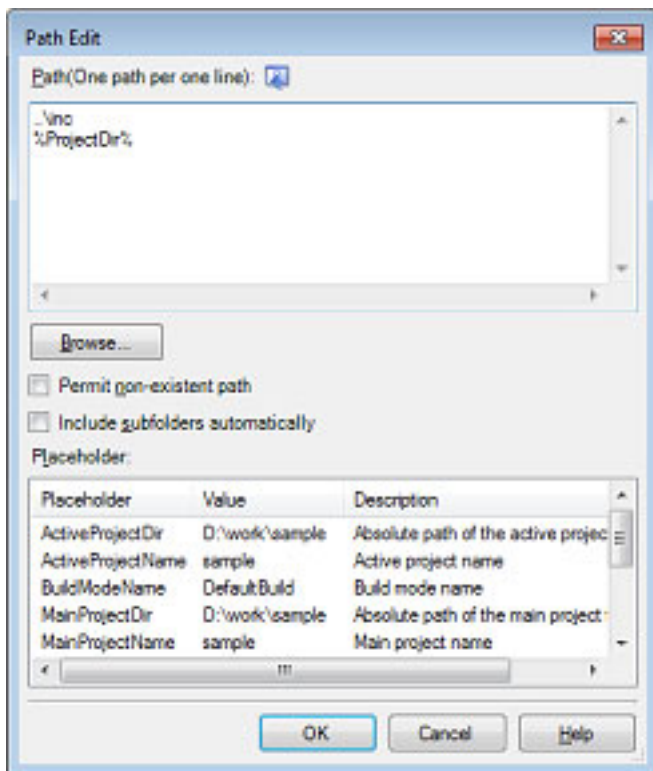 Path Edit
Path(One path per one line):
..\inc
%ProjectDir%
Browse...
Permit non-existent path
Include subfolders automatically
Placeholder:
Placeholder Value Description
ActiveProjectDir D:\work\sample Absolute path of the active projec
ActiveProjectName sample Active project name
BuildModeName DefaultBuild Build mode name
MainProjectDir D:\work\sample Absolute path of the main project
MainProjectName sample Main project name
OK Cancel Help